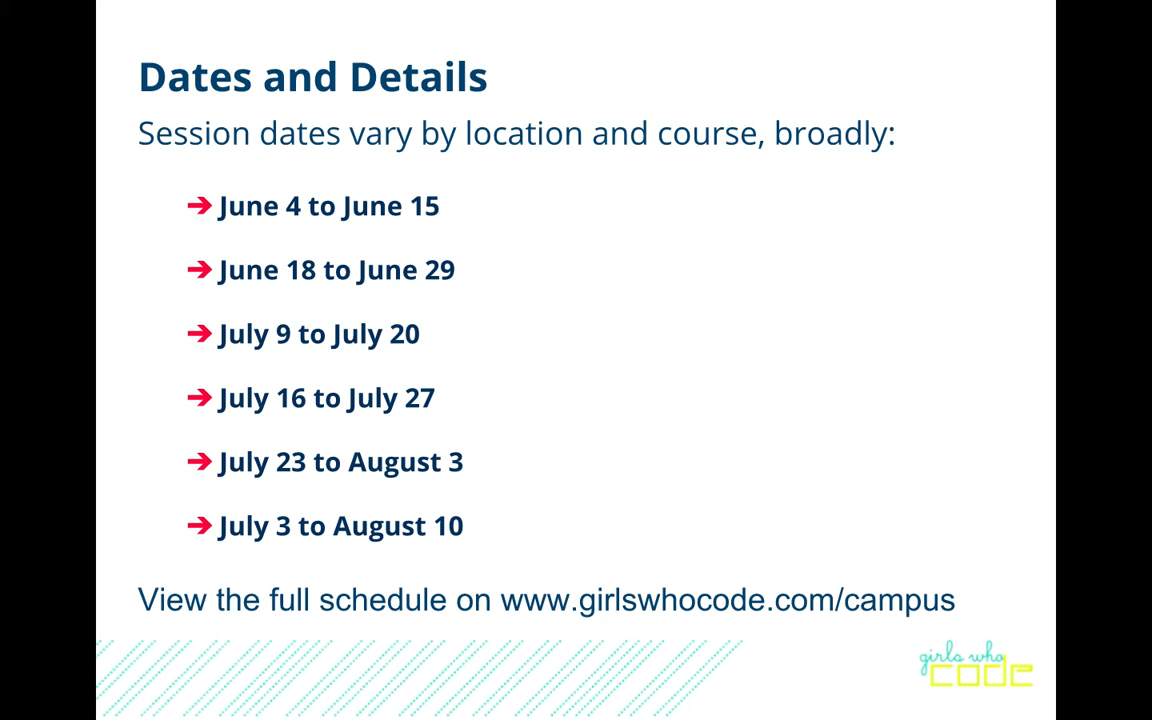 Dates and Details
Session dates vary by location and course, broadly:
➔ June 4 to June 15
➔ June 18 to June 29
➔ July 9 to July 20
➔ July 16 to July 27
➔ July 23 to August 3
➔ July 3 to August 10
View the full schedule on www.girlswhocode.com/campus
girls who
code